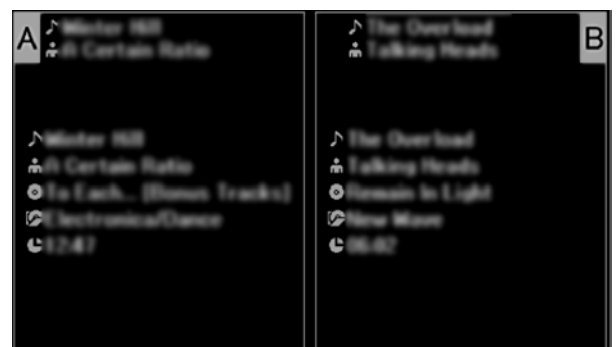 A
Winter Hill
A Certain Ratio
Winter Hill
A Certain Ratio
To Each... [Bonus Tracks]
Electronica/Dance
12:47
B
The Overload
Talking Heads
The Overload
Talking Heads
Remain In Light
New Wave
06:02